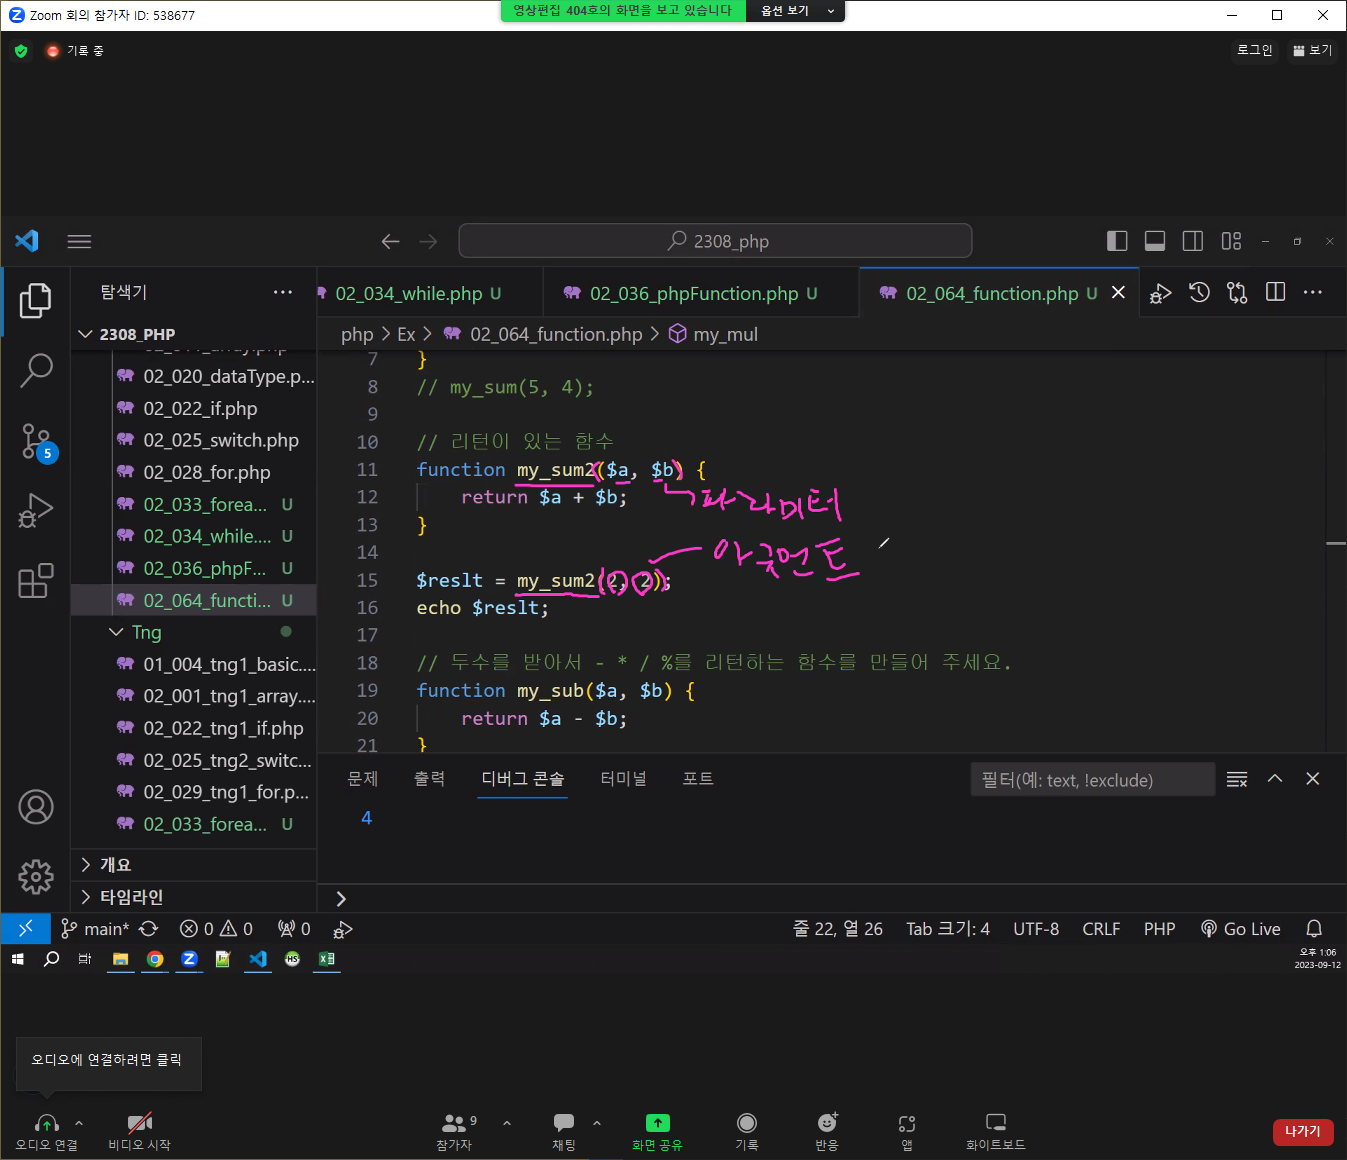 Zoom 회의 참가자 ID: 538677
영상편집 404호의 화면을 보고 있습니다
옵션 보기
기록 중
로그인
보기
2308_php
탐색기
02_034_while.php U
02_036_phpFunction.php U
02_064_function.php U
2308_PHP
php > Ex > 02_064_function.php > my_mul
02_020_dataType.p...
02_022_if.php
02_025_switch.php
02_028_for.php
02_033_forea... U
02_034_while.... U
02_036_phpF... U
02_064_functi... U
Tng
01_004_tng1_basic....
02_001_tng1_array....
02_022_tng1_if.php
02_025_tng2_switc...
02_029_tng1_for.p...
02_033_forea... U
개요
타임라인
5
7 }
8 // my_sum(5, 4);
9
10 // 리턴이 있는 함수
11 function my_sum2($a, $b) {
12 return $a + $b;
파라미터
13 }
14
아규먼트
15 $reslt = my_sum2(2, 2);
16 echo $reslt;
17
18 // 두수를 받아서 - * / %를 리턴하는 함수를 만들어 주세요.
19 function my_sub($a, $b) {
20 return $a - $b;
21 }
문제 출력 디버그 콘솔 터미널 포트
필터(예: text, !exclude)
4
main* 0 0 0
줄 22, 열 26 Tab 크기: 4 UTF-8 CRLF PHP Go Live
오후 1:06
2023-09-12
오디오에 연결하려면 클릭
오디오 연결
비디오 시작
참가자 9
채팅
화면 공유
기록
반응
앱
화이트보드
나가기